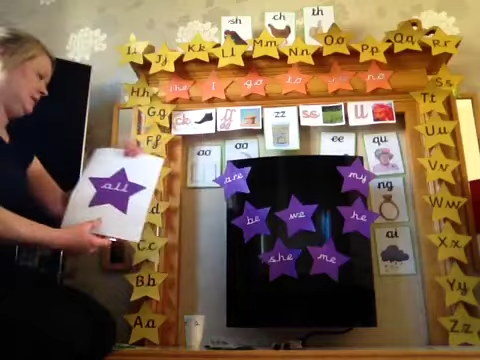 sh ch th
Ii Jj Kk Ll Mm Nn Oo Pp Qq Rr
the I go to no
Hh Ss
Gg Tt
ck ff zz ss ll
Ff Uu
oo oo ee qu
Vv
are my
all
ng
Ww
be we he
Cc Xx
ai
she me
Bb Yy
Aa Zz